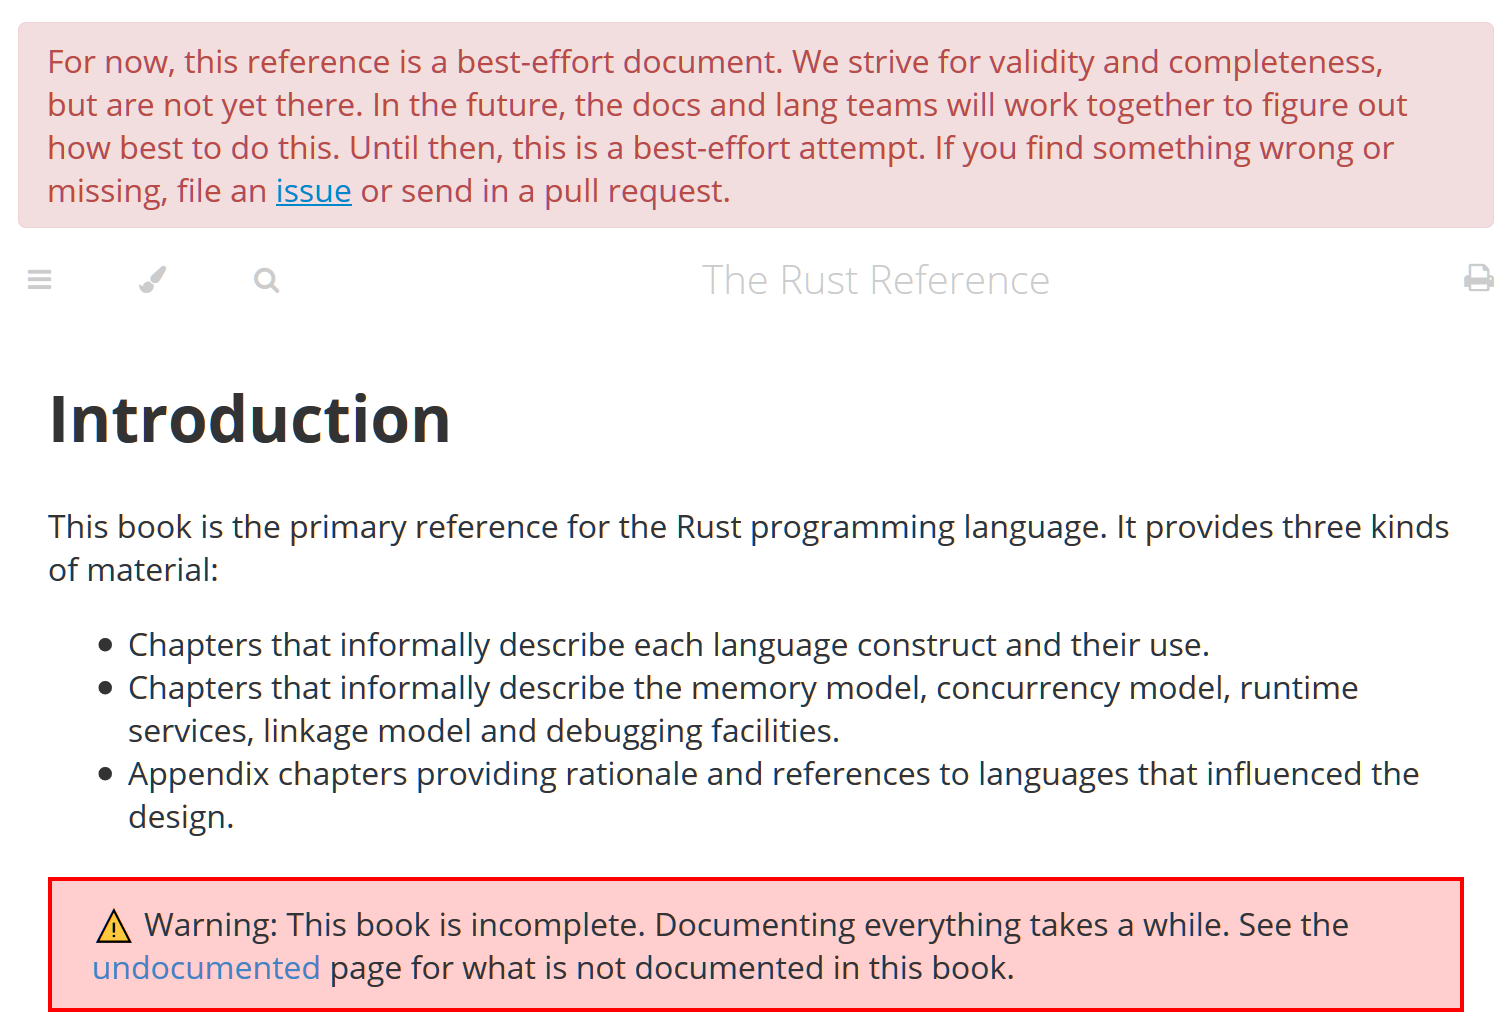 For now, this reference is a best-effort document. We strive for validity and completeness,
but are not yet there. In the future, the docs and lang teams will work together to figure out
how best to do this. Until then, this is a best-effort attempt. If you find something wrong or
missing, file an issue or send in a pull request.
The Rust Reference
Introduction
This book is the primary reference for the Rust programming language. It provides three kinds
of material:
• Chapters that informally describe each language construct and their use.
• Chapters that informally describe the memory model, concurrency model, runtime
services, linkage model and debugging facilities.
• Appendix chapters providing rationale and references to languages that influenced the
design.
⚠ Warning: This book is incomplete. Documenting everything takes a while. See the
undocumented page for what is not documented in this book.